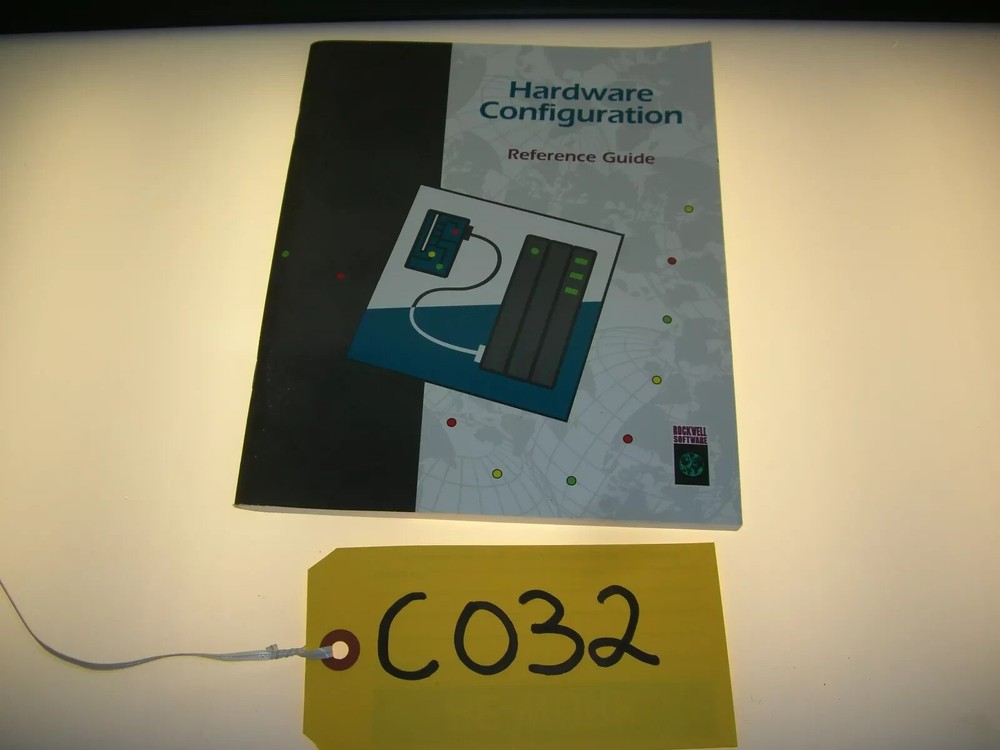 Hardware
Configuration
Reference Guide
ROCKWELL
SOFTWARE
C032